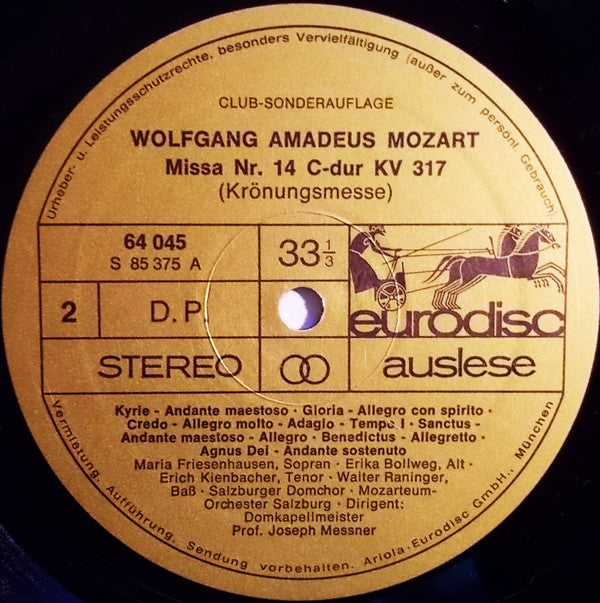 Urheber- u. Leistungsschutzrechte, besonders Vervielfältigung (außer zum persönl. Gebrauch),
CLUB-SONDERAUFLAGE
WOLFGANG AMADEUS MOZART
Missa Nr. 14 C-dur KV 317
(Krönungsmesse)
64 045
S 85 375 A
33 1/3
2
D.P.
eurodisc
STEREO
auslese
Kyrie - Andante maestoso · Gloria - Allegro con spirito ·
Credo - Allegro molto - Adagio - Tempo I · Sanctus -
Andante maestoso - Allegro · Benedictus - Allegretto ·
Agnus Dei - Andante sostenuto
Maria Friesenhausen, Sopran · Erika Bollweg, Alt ·
Erich Kienbacher, Tenor · Walter Raninger,
Baß · Salzburger Domchor · Mozarteum-
Orchester Salzburg · Dirigent:
Domkapellmeister
Prof. Joseph Messner
Vermietung, Aufführung, Sendung vorbehalten. Ariola-Eurodisc GmbH., München